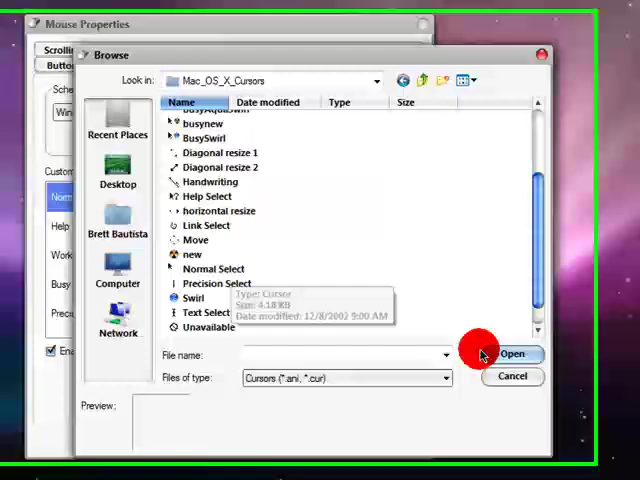 Mouse Properties
Scrolli
Butto
Browse
Look in:
Mac_OS_X_Cursors
Sche
Win
Name
Date modified
Type
Size
Recent Places
busynew
BusySwirl
Diagonal resize 1
Diagonal resize 2
Custom
Desktop
Handwriting
Norm
Help Select
horizontal resize
Help
Brett Bautista
Link Select
Move
Work
new
Normal Select
Busy
Computer
Precision Select
Type: Cursor
Size: 4.18 KB
Date modified: 12/8/2002 9:00 AM
Swirl
Preci
Text Select
Network
Unavailable
Ena
File name:
Open
Files of type:
Cursors (*.ani, *.cur)
Cancel
Preview: